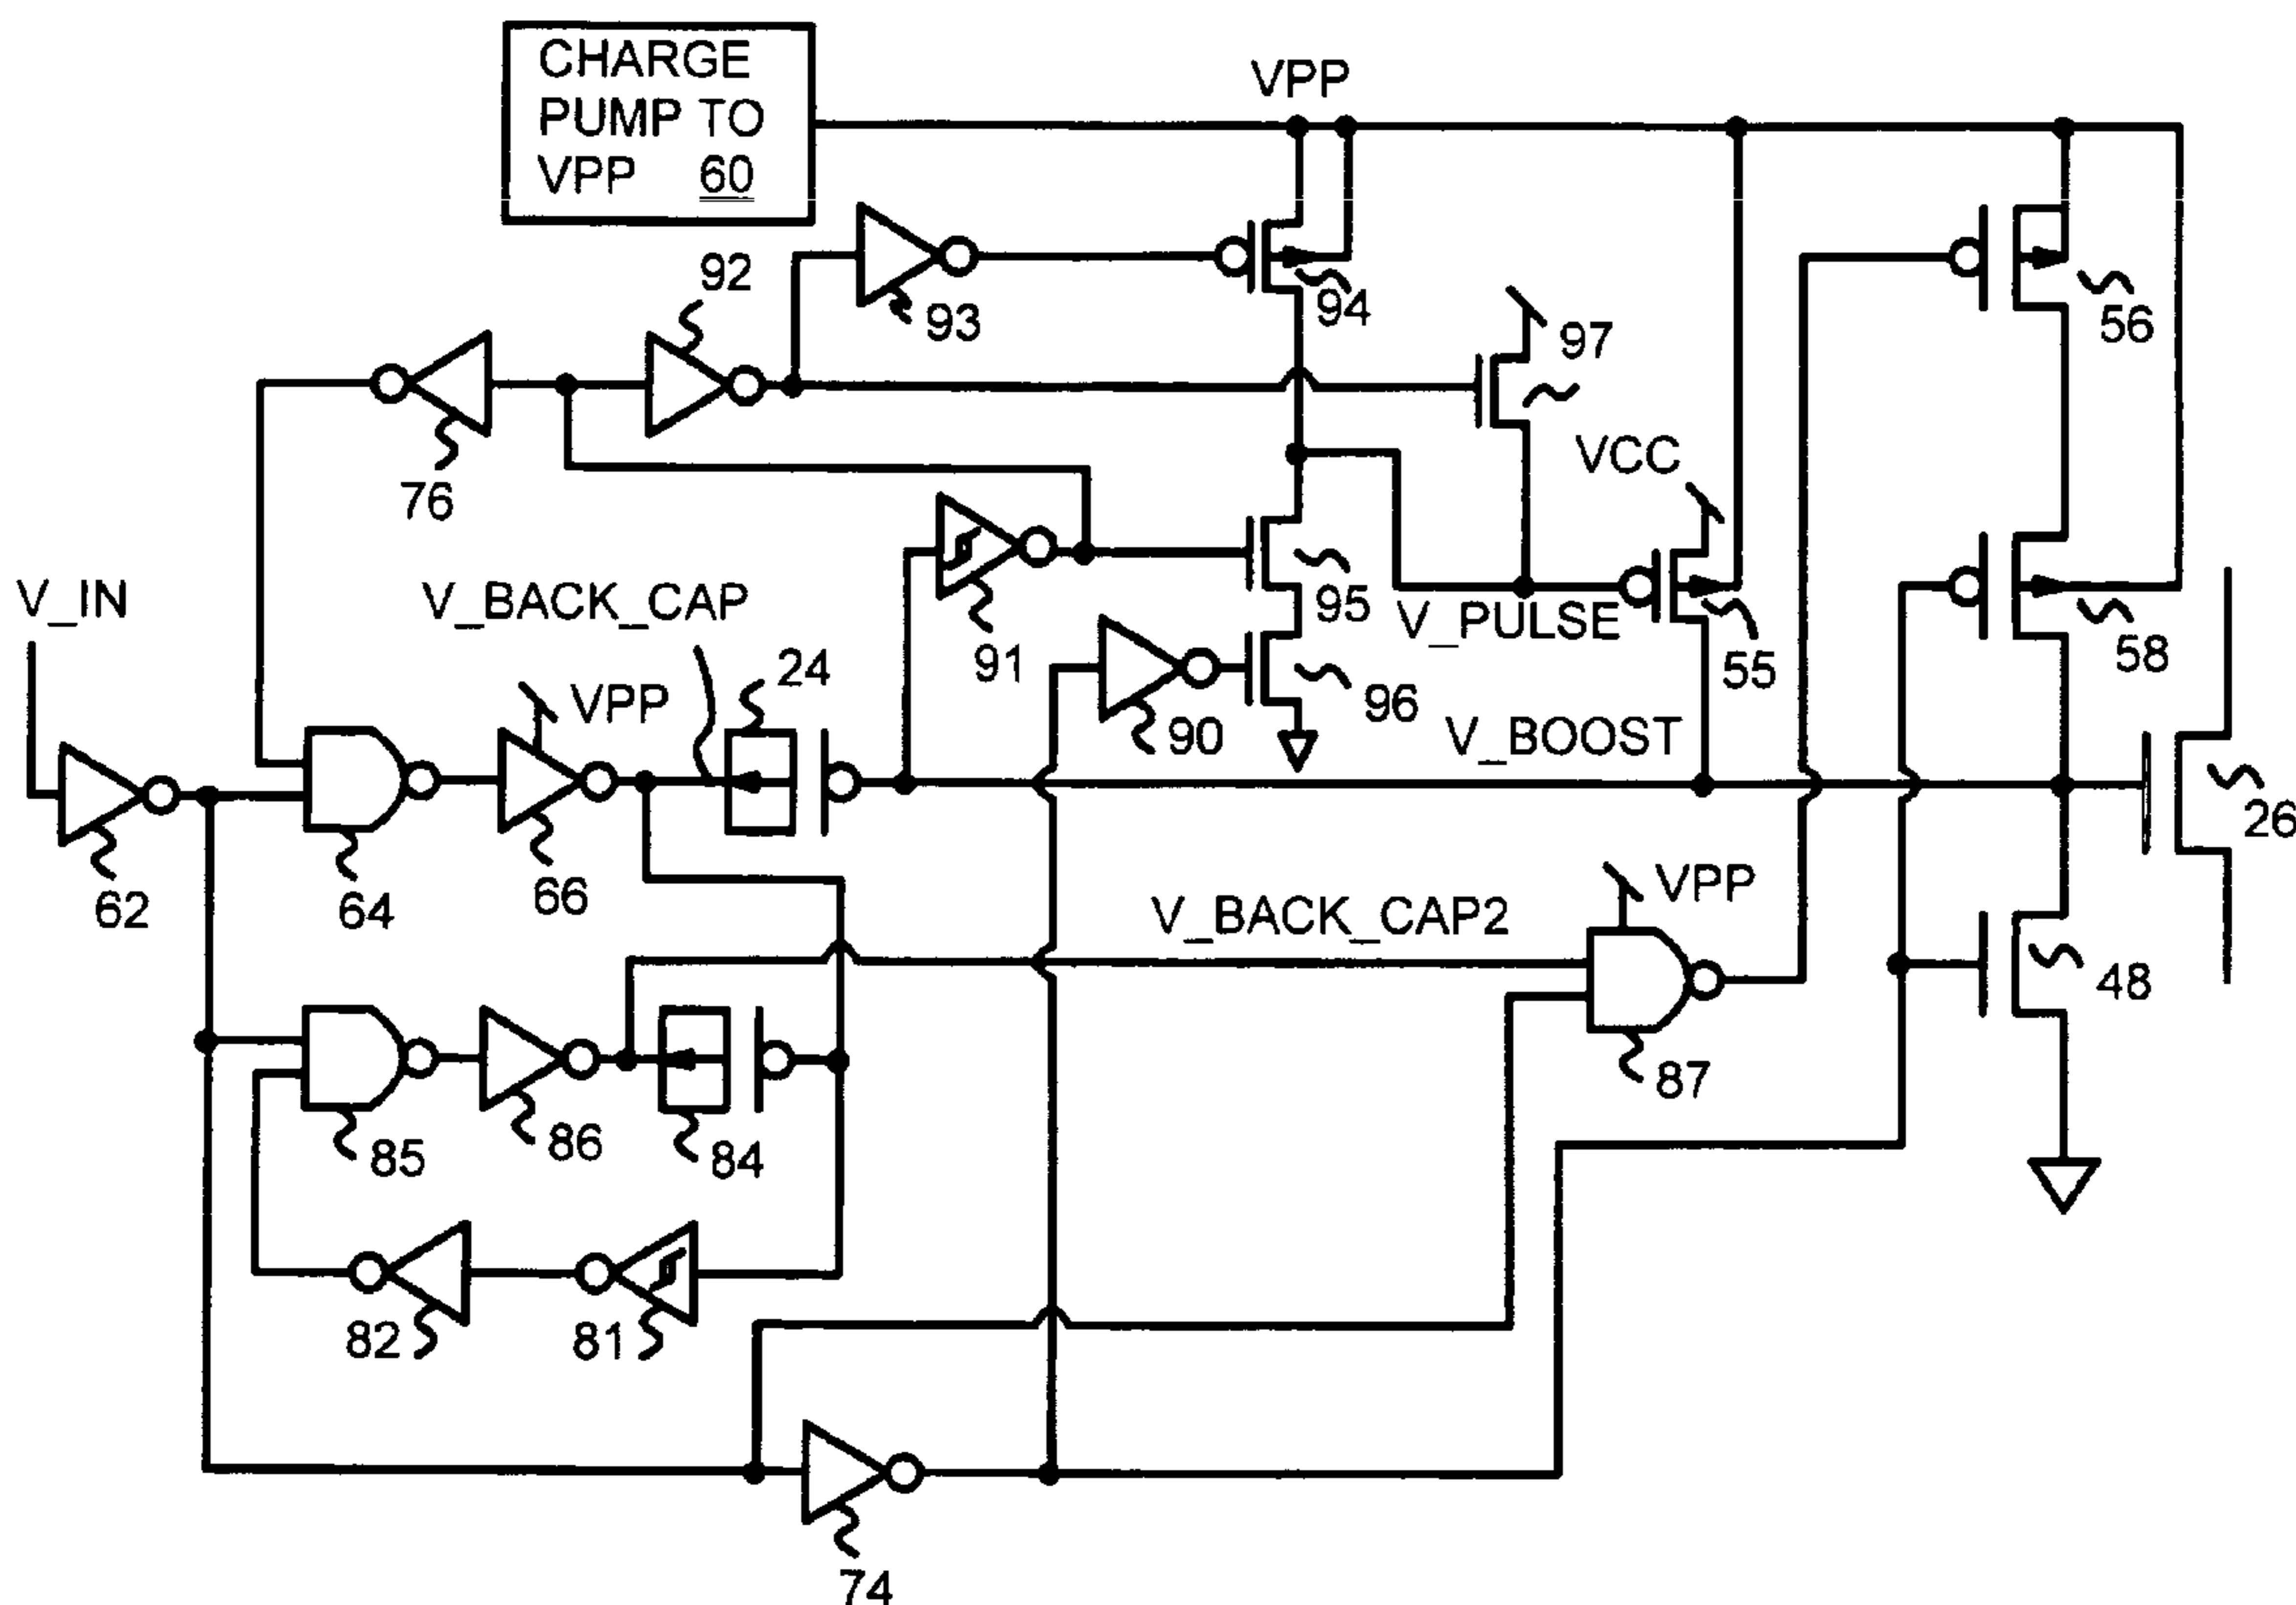 CHARGE
PUMP TO
VPP 60
VPP
92
93
94
56
97
VCC
76
V_IN
V_BACK_CAP
91
95
V_PULSE
55
58
24
VPP
90
96
V_BOOST
26
62
64
66
V_BACK_CAP2
VPP
48
87
85
86
84
82
81
74